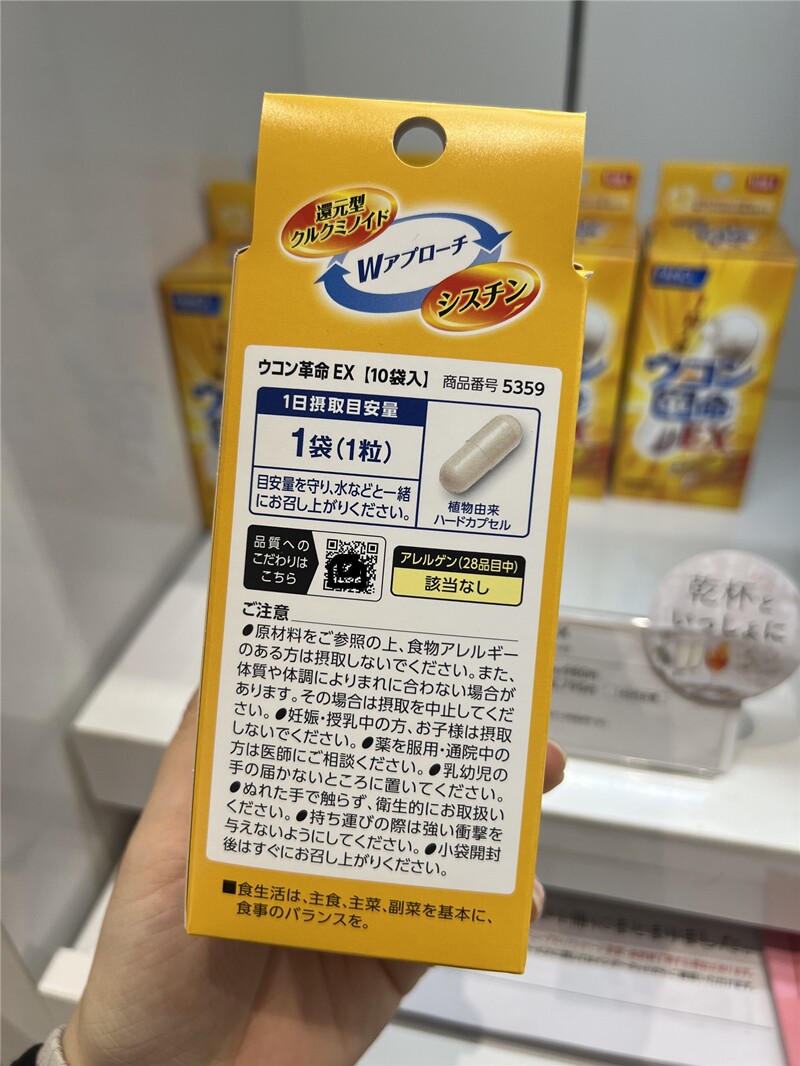 還元型
クルクミノイド
Wアプローチ
シスチン
ウコン革命 EX【10袋入】 商品番号 5359
1日摂取目安量
1袋(1粒)
目安量を守り、水などと一緒
にお召し上がりください。
植物由来
ハードカプセル
品質への
こだわりは
こちら
アレルゲン(28品目中)
該当なし
ご注意
●原材料をご参照の上、食物アレルギー
のある方は摂取しないでください。また、
体質や体調によりまれに合わない場合が
あります。その場合は摂取を中止してくだ
さい。●妊娠・授乳中の方、お子様は摂取
しないでください。●薬を服用・通院中の
方は医師にご相談ください。●乳幼児の
手の届かないところに置いてください。
●ぬれた手で触らず、衛生的にお取扱い
ください。●持ち運びの際は強い衝撃を
与えないようにしてください。●小袋開封
後はすぐにお召し上がりください。
■食生活は、主食、主菜、副菜を基本に、
食事のバランスを。
FANCL
ウコン
革命
EX
乾杯と
いっしょに